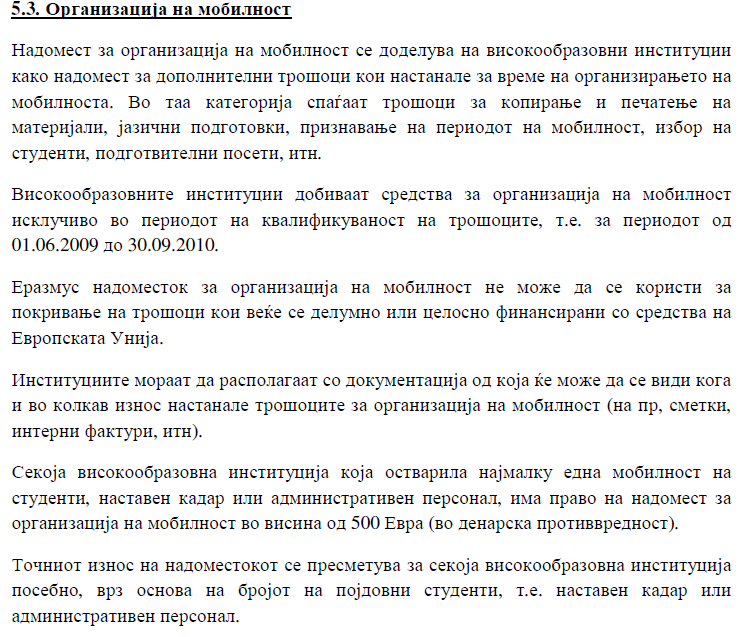 5.3. Организација на мобилност
Надомест за организација на мобилност се доделува на високообразовни институции
како надомест за дополнителни трошоци кои настанале за време на организирањето на
мобилноста. Во таа категорија спаѓаат трошоци за копирање и печатење на
материјали, јазични подготовки, признавање на периодот на мобилност, избор на
студенти, подготвителни посети, итн.
Високообразовните институции добиваат средства за организација на мобилност
исклучиво во периодот на квалификуваност на трошоците, т.е. за периодот од
01.06.2009 до 30.09.2010.
Еразмус надоместок за организација на мобилност не може да се користи за
покривање на трошоци кои веќе се делумно или целосно финансирани со средства на
Европската Унија.
Институциите мораат да располагаат со документација од која ќе може да се види кога
и во колкав износ настанале трошоците за организација на мобилност (на пр, сметки,
интерни фактури, итн).
Секоја високообразовна институција која остварила најмалку една мобилност на
студенти, наставен кадар или административен персонал, има право на надомест за
организација на мобилност во висина од 500 Евра (во денарска противвредност).
Точниот износ на надоместокот се пресметува за секоја високообразовна институција
посебно, врз основа на бројот на појдовни студенти, т.е. наставен кадар или
административен персонал.